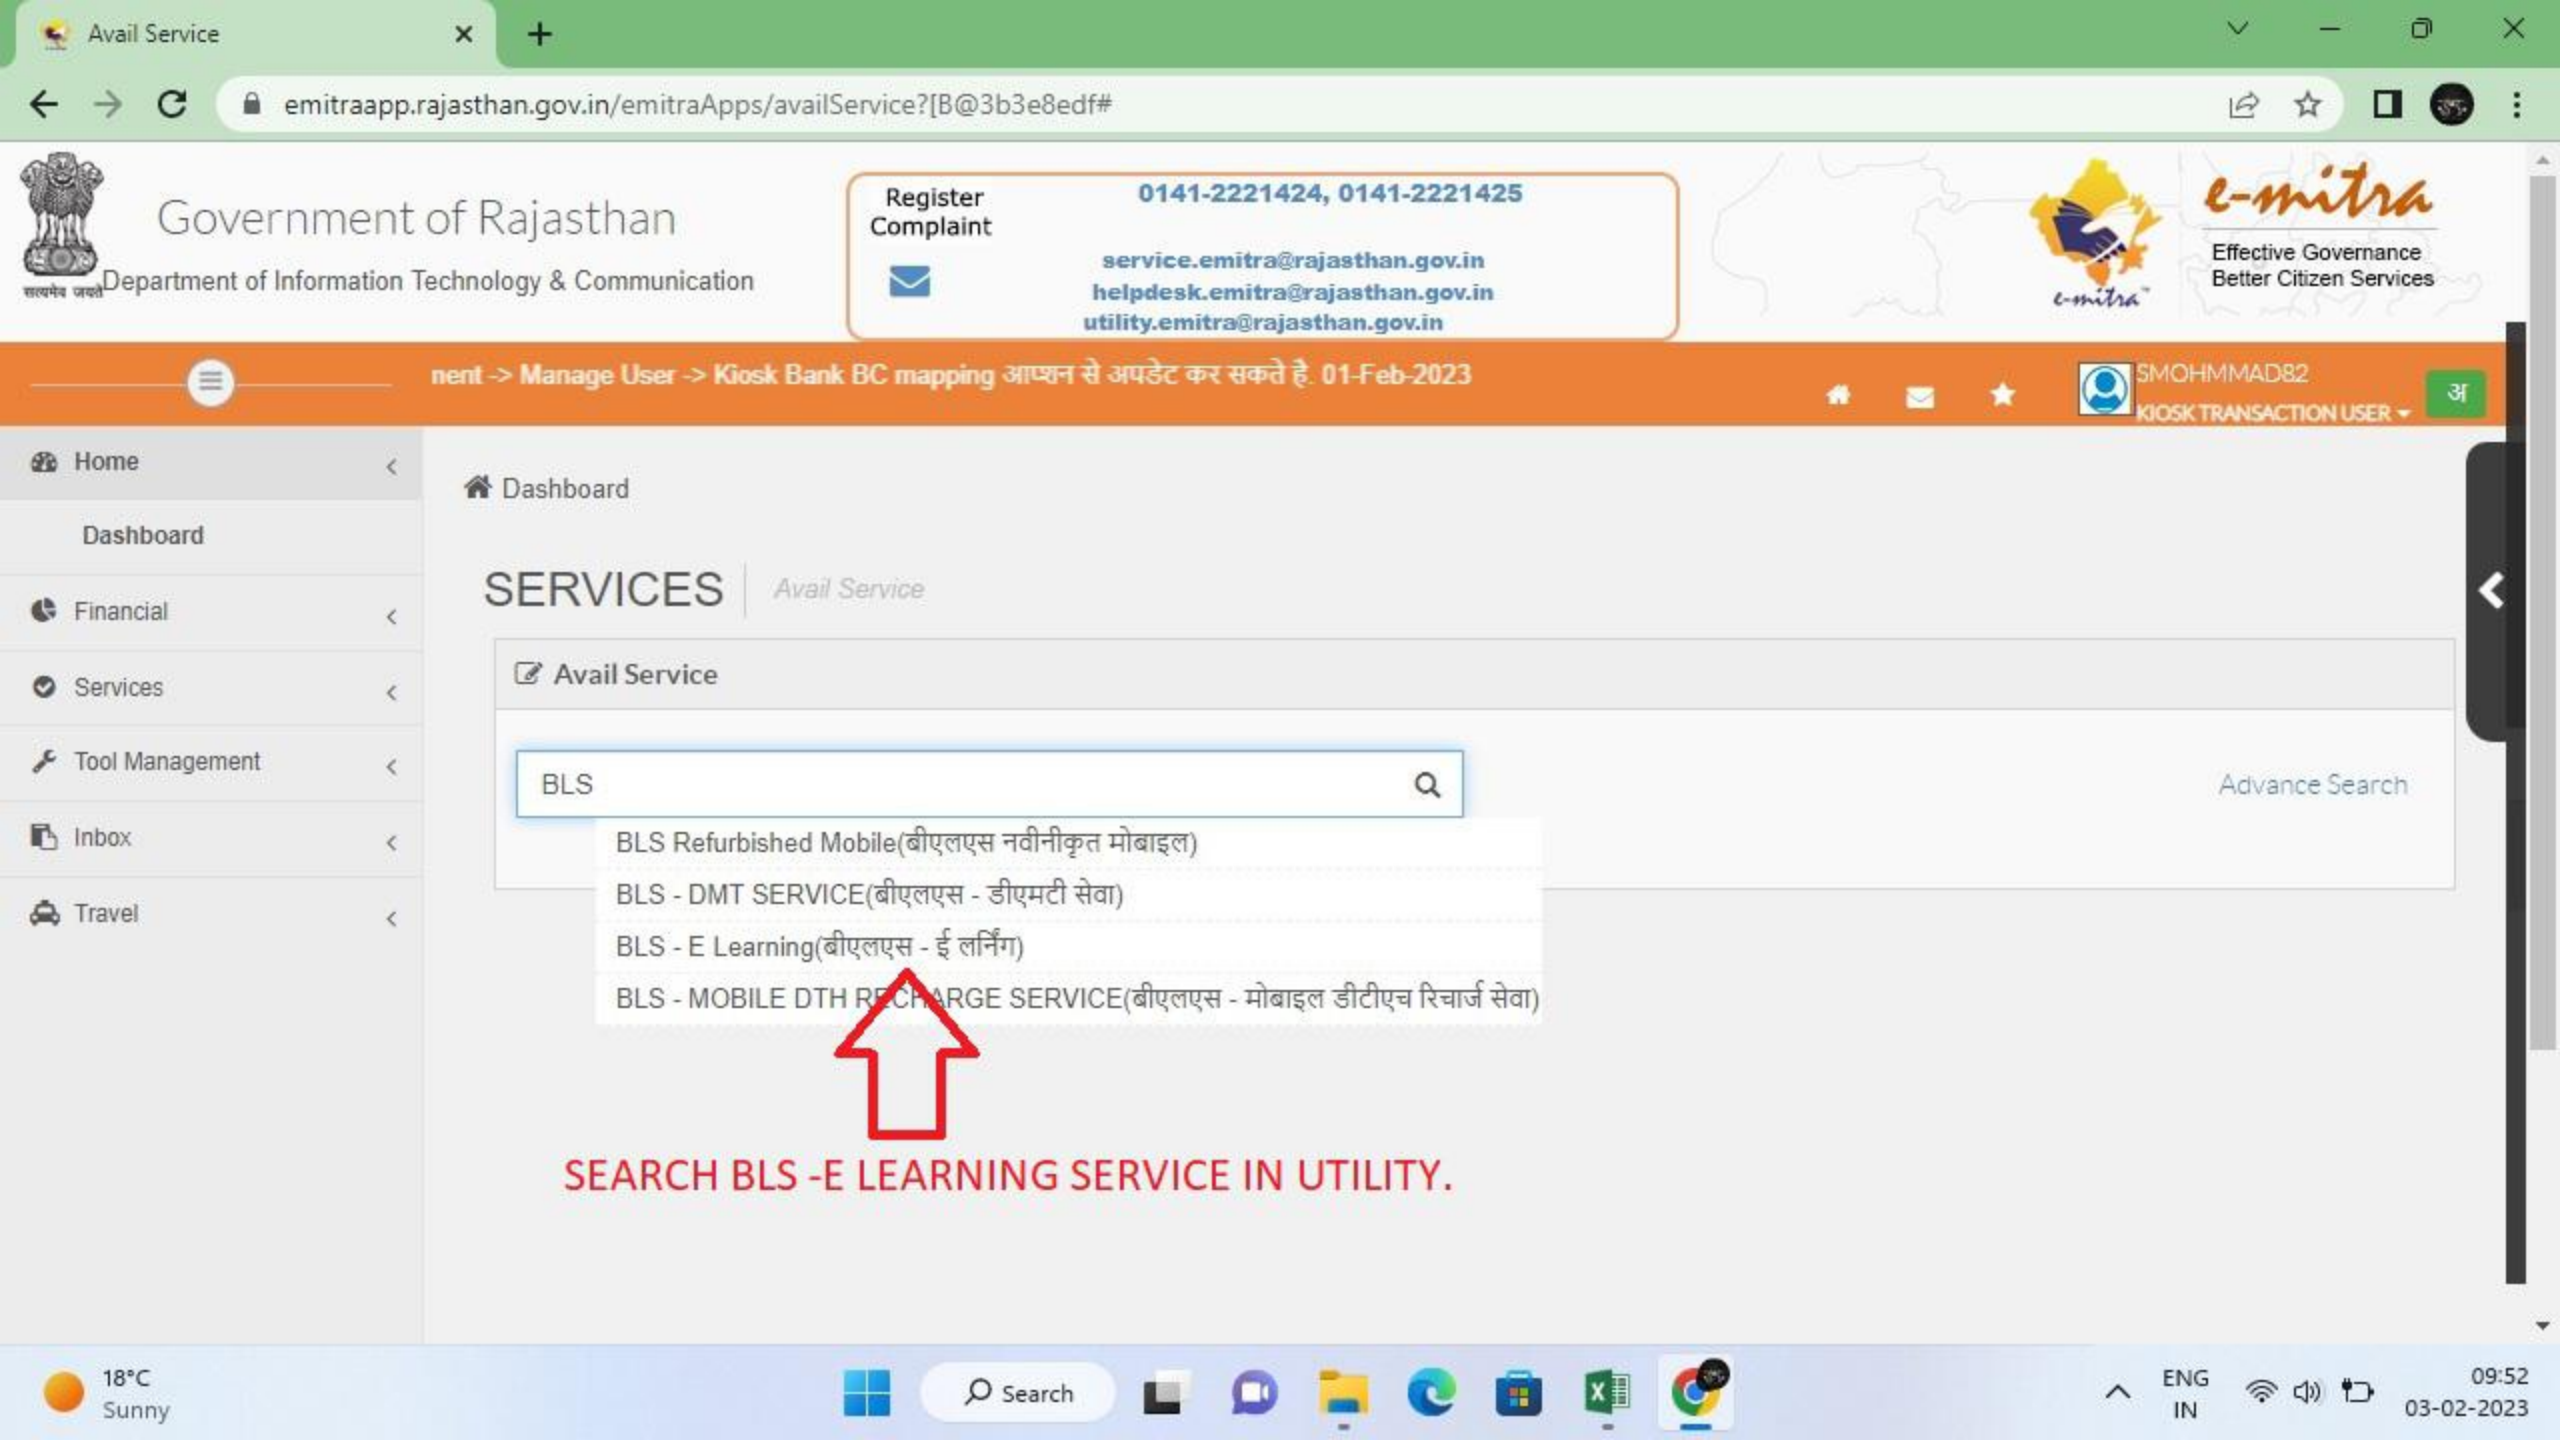 Avail Service
emitraapp.rajasthan.gov.in/emitraApps/availService?[B@3b3e8edf#
Government of Rajasthan
Department of Information Technology & Communication
सत्यमेव जयते
Register
Complaint
0141-2221424, 0141-2221425
service.emitra@rajasthan.gov.in
helpdesk.emitra@rajasthan.gov.in
utility.emitra@rajasthan.gov.in
e-mitra™
e-mitra
Effective Governance
Better Citizen Services
nent -> Manage User -> Kiosk Bank BC mapping आप्शन से अपडेट कर सकते है. 01-Feb-2023
SMOHMMAD82
KIOSK TRANSACTION USER
अ
Home
Dashboard
Financial
Services
Tool Management
Inbox
Travel
Dashboard
SERVICES
Avail Service
Avail Service
BLS
Advance Search
BLS Refurbished Mobile(बीएलएस नवीनीकृत मोबाइल)
BLS - DMT SERVICE(बीएलएस - डीएमटी सेवा)
BLS - E Learning(बीएलएस - ई लर्निंग)
BLS - MOBILE DTH RECHARGE SERVICE(बीएलएस - मोबाइल डीटीएच रिचार्ज सेवा)
SEARCH BLS -E LEARNING SERVICE IN UTILITY.
18°C
Sunny
Search
ENG
IN
09:52
03-02-2023